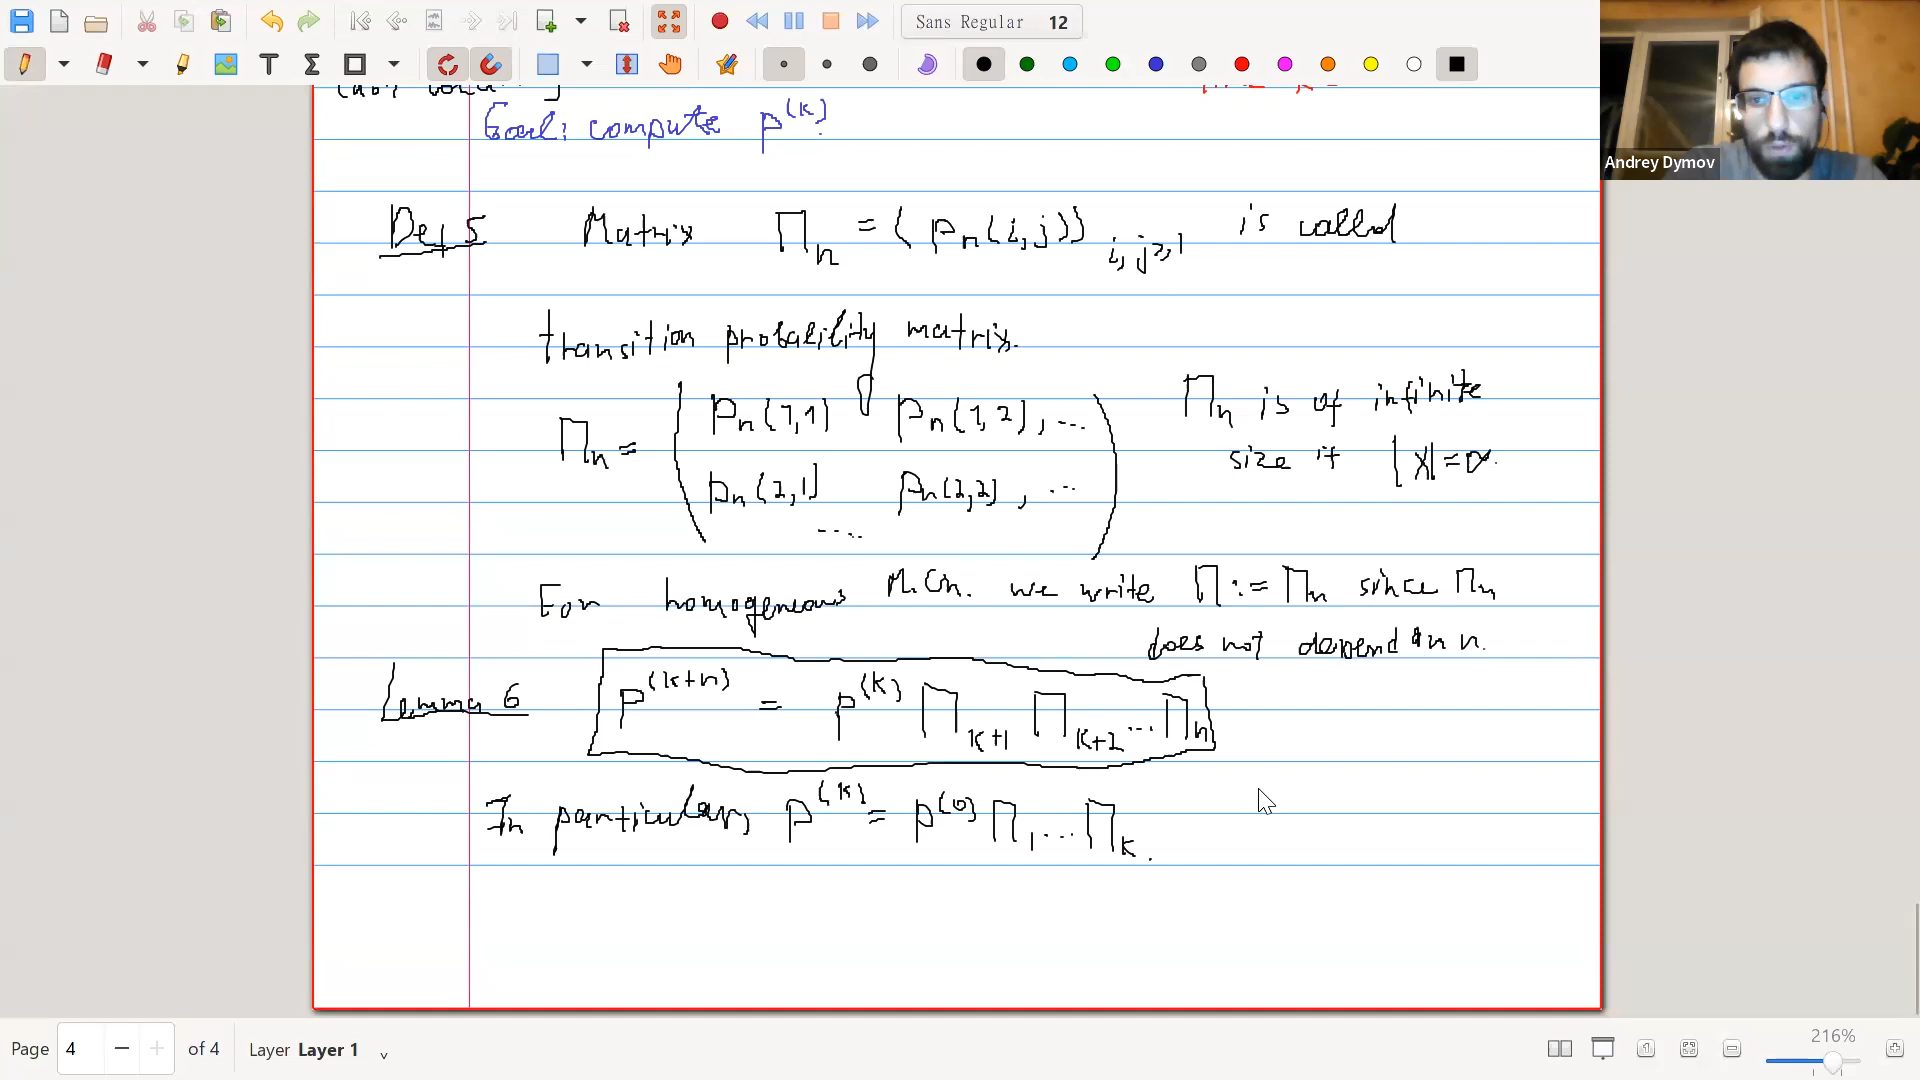 Sans Regular 12
Andrey Dymov
Goal: compute p^(k).
Def 5 Matrix Π_n = (p_n(i,j))_{i,j≥1} is called
transition probability matrix.
Π_n = ( p_n(1,1) p_n(1,2), ...
p_n(2,1) p_n(2,2), ...
.... )
Π_n is of infinite
size if |X|=∞.
For homogeneous M.Ch. we write Π := Π_n since Π_n
does not depend on n.
Lemma 6 p^(k+n) = p^(k) Π_{k+1} Π_{k+2} ... Π_n
In particular, p^(k) = p^(0) Π_1 ... Π_k.
Page 4 of 4 Layer Layer 1
216%